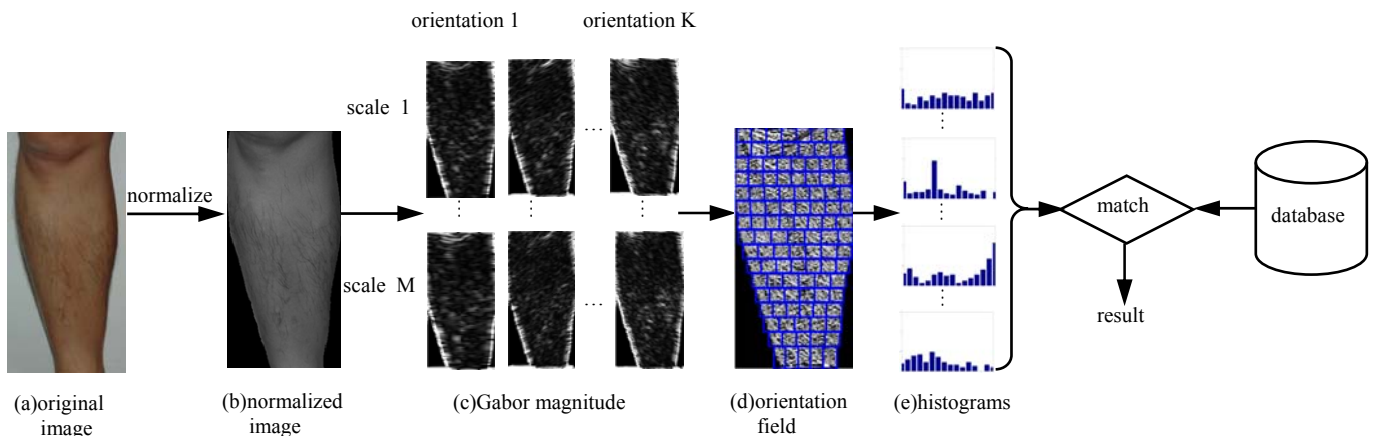 orientation 1
orientation K
scale 1
...
normalize
scale M
...
match
database
result
(a)original
image
(b)normalized
image
(c)Gabor magnitude
(d)orientation
field
(e)histograms